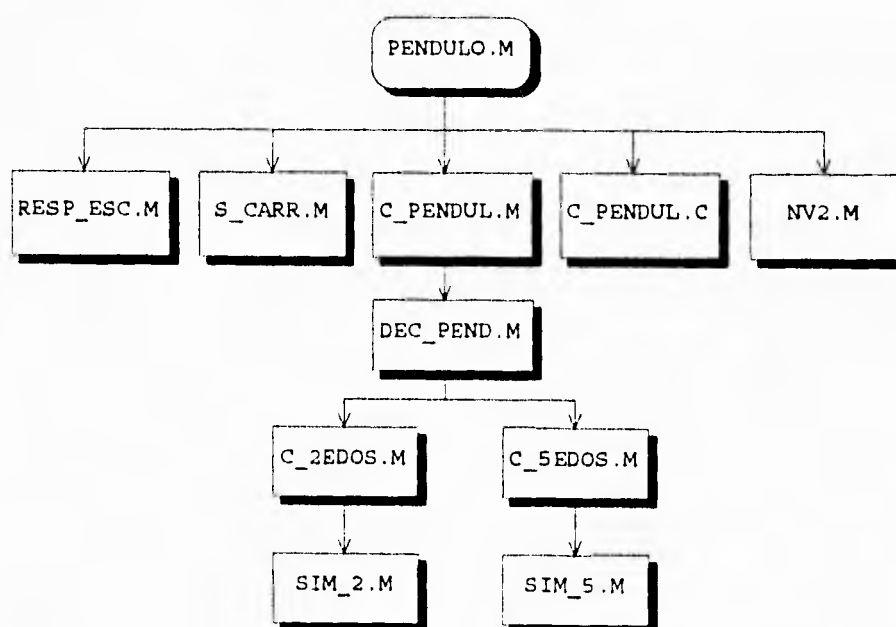 PENDULO.M
RESP_ESC.M
S_CARR.M
C_PENDUL.M
C_PENDUL.C
NV2.M
DEC_PEND.M
C_2EDOS.M
C_5EDOS.M
SIM_2.M
SIM_5.M